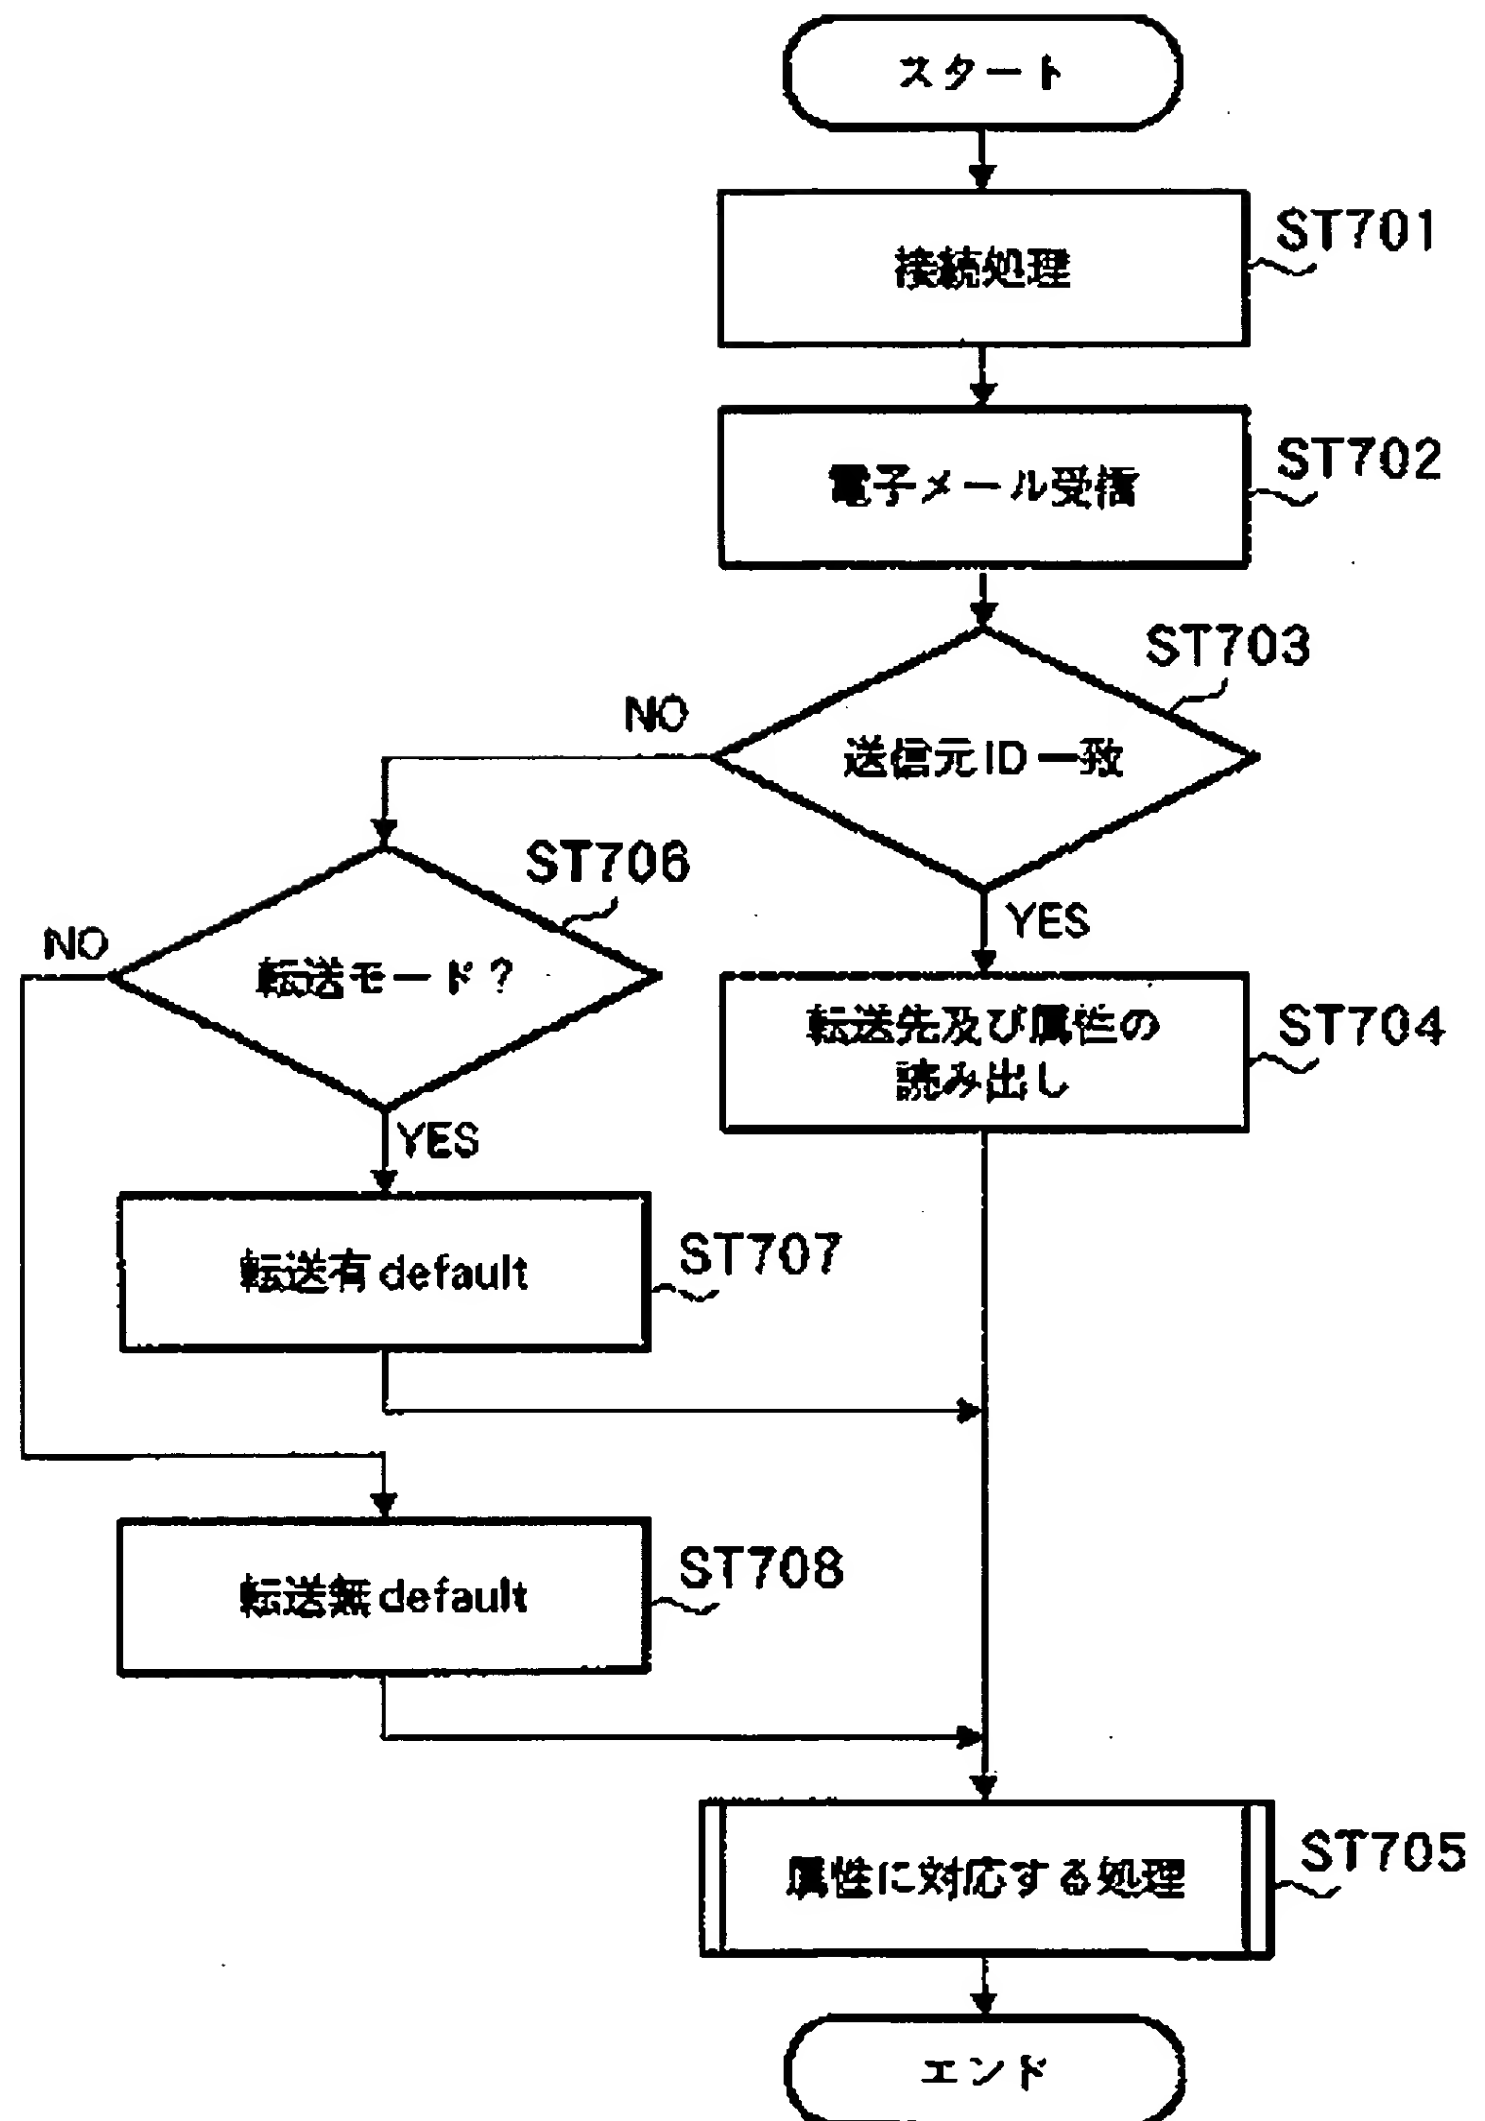 スタート
接続処理
ST701
電子メール受信
ST702
ST703
送信元ID一致
NO
YES
ST706
転送モード?
NO
YES
転送先及び属性の
読み出し
ST704
転送有default
ST707
転送無default
ST708
属性に対応する処理
ST705
エンド